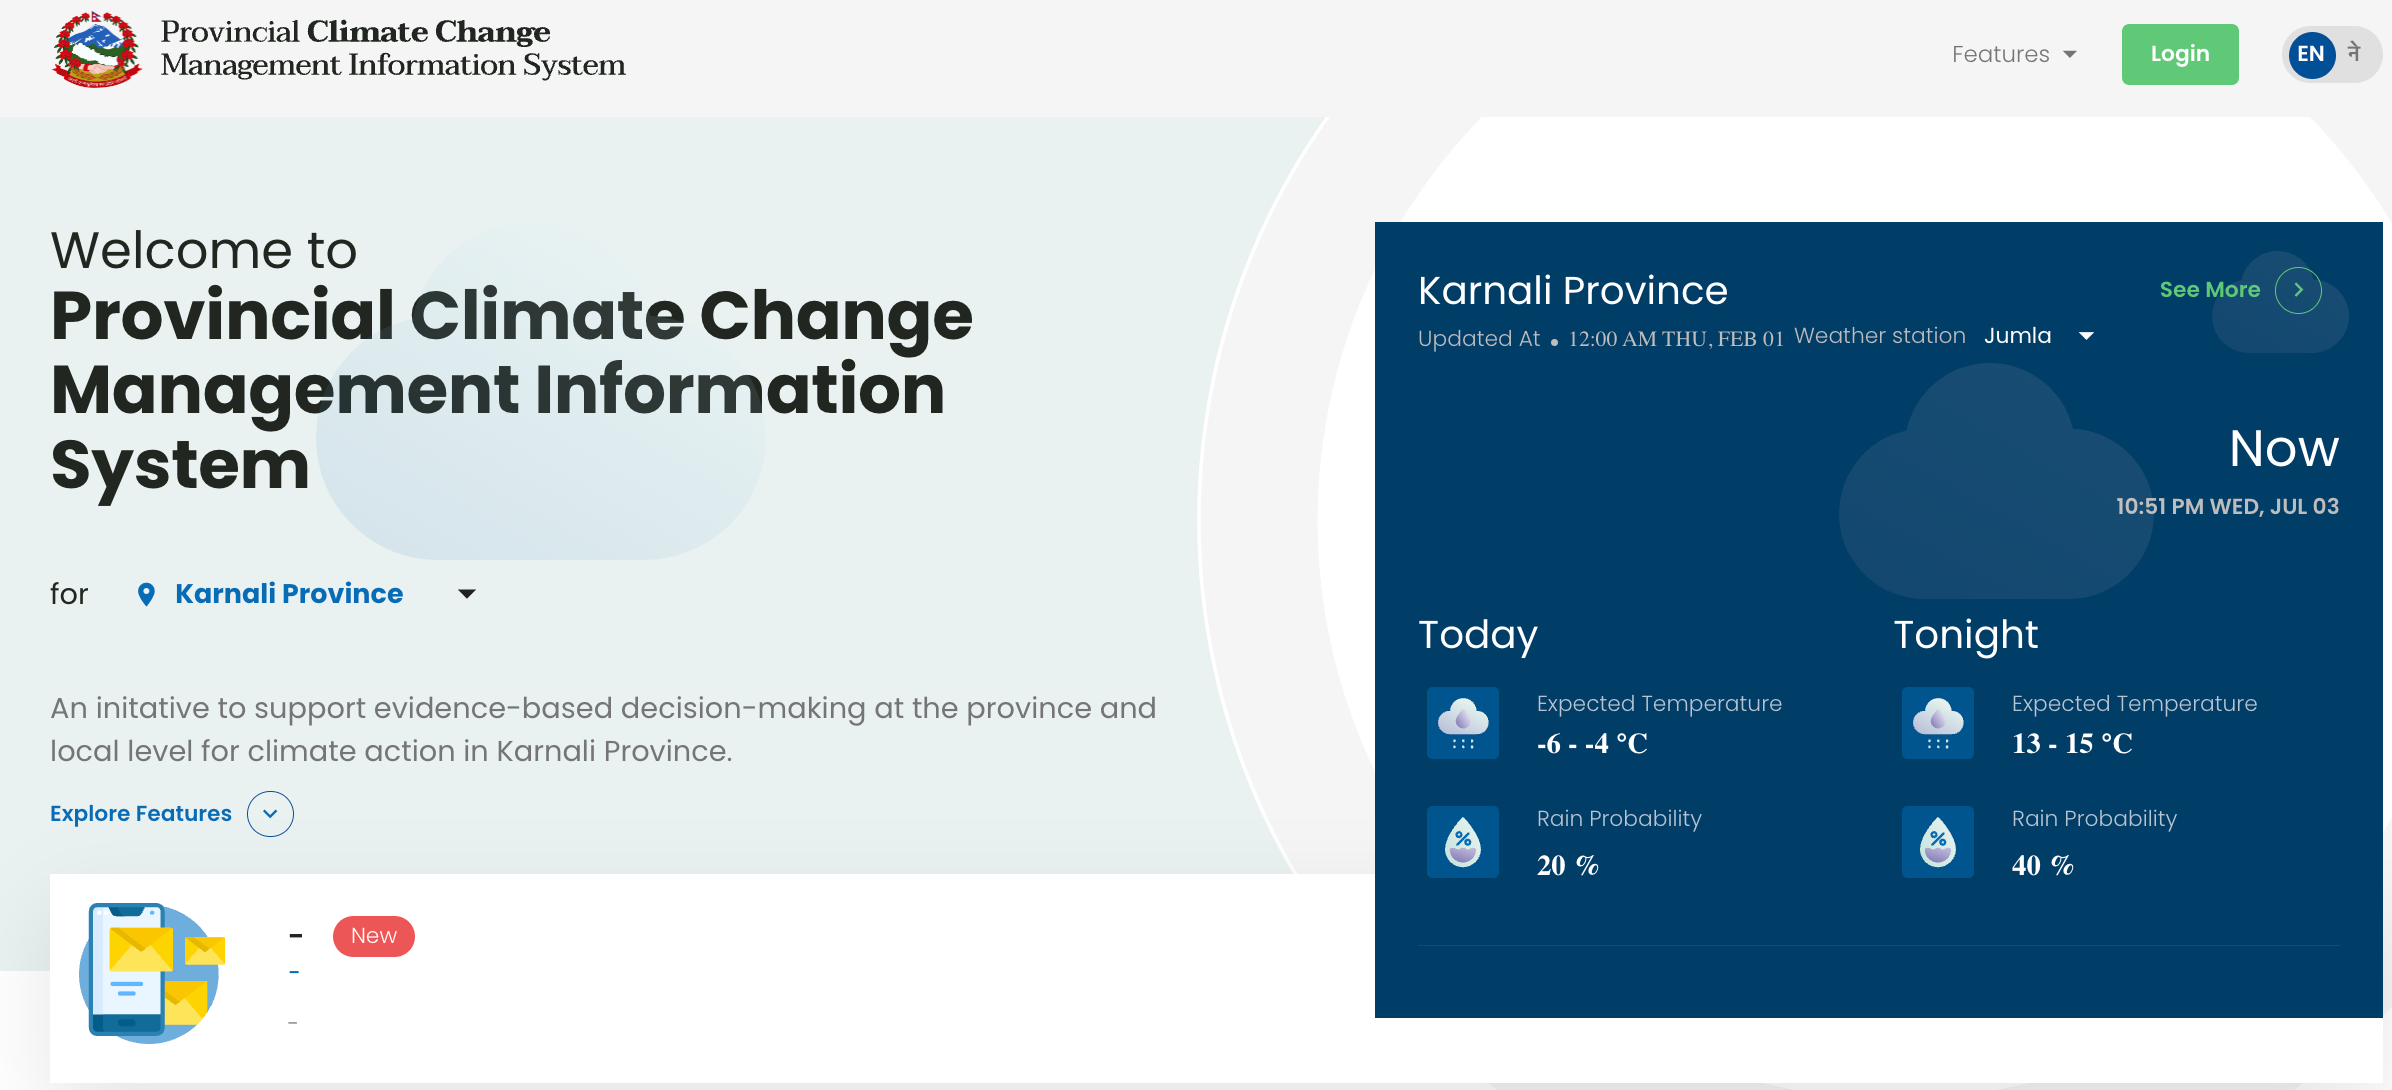 Provincial Climate Change
Management Information System
Features
Login
EN ने
Welcome to
Provincial Climate Change
Management Information
System
for Karnali Province
An initative to support evidence-based decision-making at the province and
local level for climate action in Karnali Province.
Explore Features
Karnali Province
See More
Updated At • 12:00 AM THU, FEB 01 Weather station Jumla
Now
10:51 PM WED, JUL 03
Today
Expected Temperature
-6 - -4 °C
Rain Probability
20 %
Tonight
Expected Temperature
13 - 15 °C
Rain Probability
40 %
- New
-
-